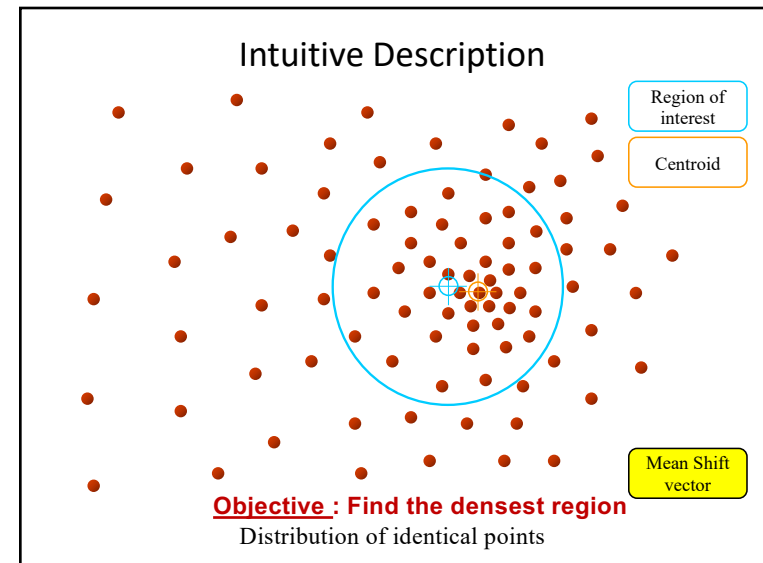 Intuitive Description
Region of
interest
Centroid
Mean Shift
vector
Objective : Find the densest region
Distribution of identical points